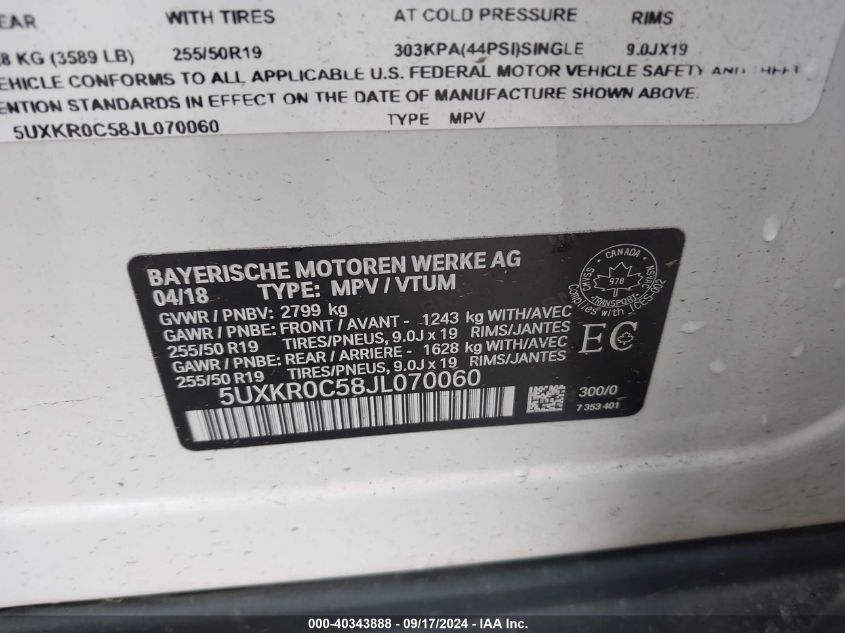 EAR WITH TIRES AT COLD PRESSURE RIMS
8 KG (3589 LB) 255/50R19 303KPA(44PSI)SINGLE 9.0JX19
EHICLE CONFORMS TO ALL APPLICABLE U.S. FEDERAL MOTOR VEHICLE SAFETY AND THEFT
ENTION STANDARDS IN EFFECT ON THE DATE OF MANUFACTURE SHOWN ABOVE.
5UXKR0C58JL070060 TYPE MPV
BAYERISCHE MOTOREN WERKE AG
04/18 TYPE: MPV / VTUM
GVWR / PNBV: 2799 kg
GAWR / PNBE: FRONT / AVANT - 1243 kg WITH/AVEC
255/50 R19 TIRES/PNEUS, 9.0J x 19 RIMS/JANTES
GAWR / PNBE: REAR / ARRIERE - 1628 kg WITH/AVEC
255/50 R19 TIRES/PNEUS, 9.0J x 19 RIMS/JANTES
5UXKR0C58JL070060
CANADA
978
TRANSPORT
EC
300/0
7 353 401
000-40343888 - 09/17/2024 - IAAI Inc.